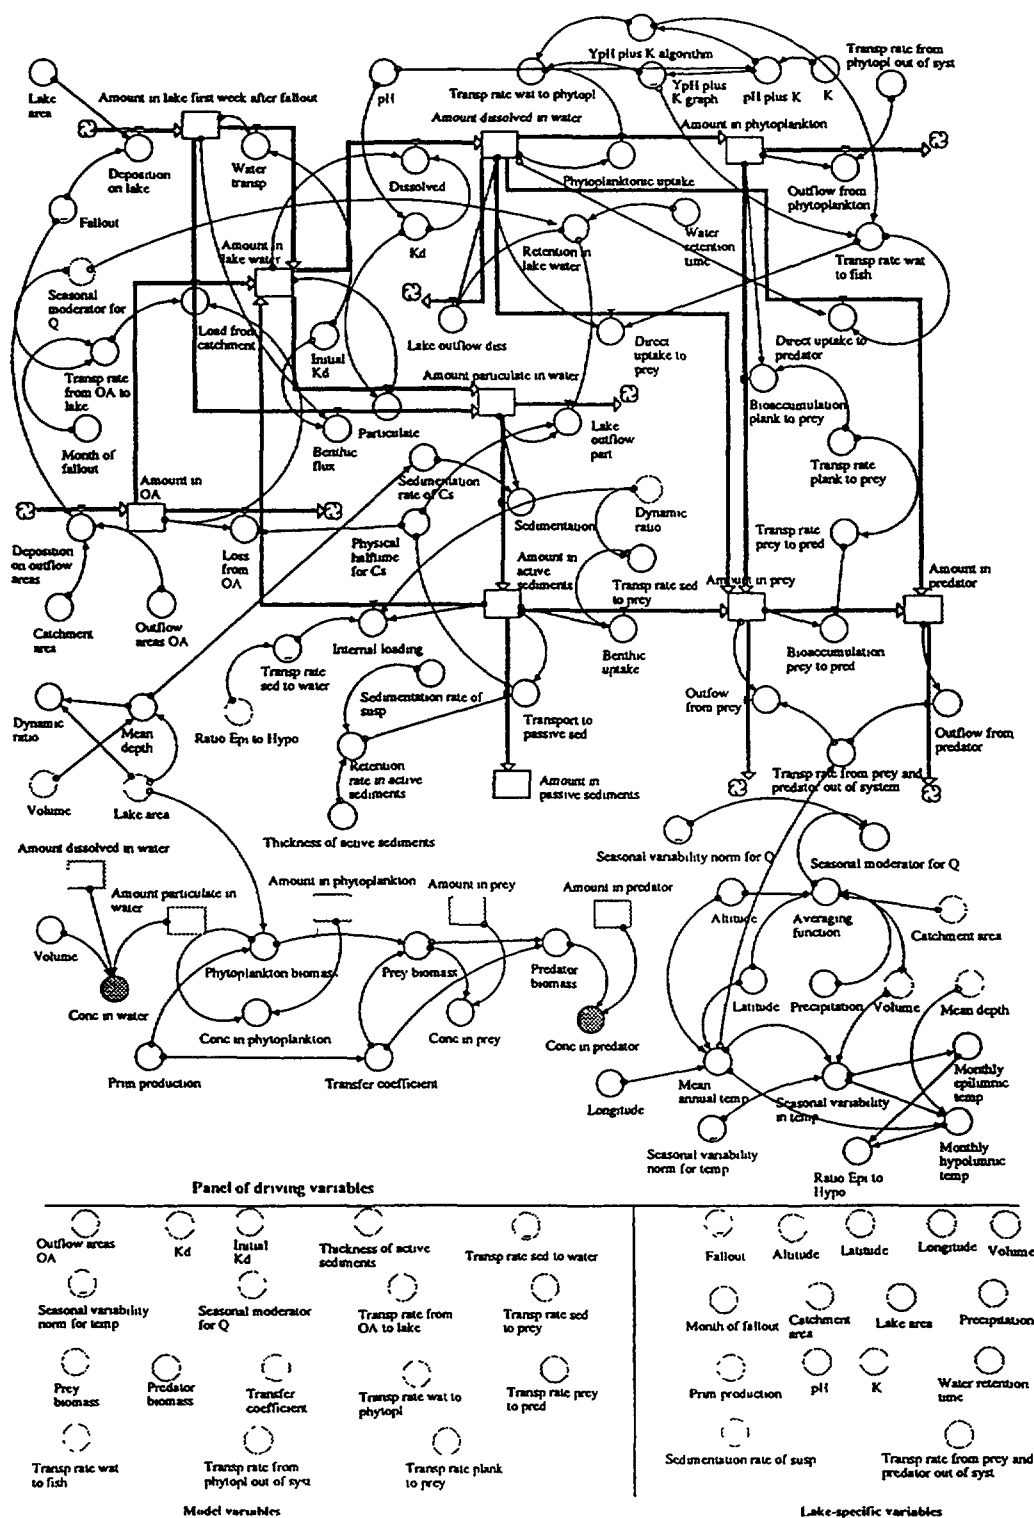 YpH plus K algorithm
Transp rate from
phytopl out of syst
Lake
area
Amount in lake first week after fallout
pH
Transp rate wat to phytopl
YpH plus
K graph
pH plus K
K
Amount dissolved in water
Amount in phytoplankton
Deposition
on lake
Water
transp
Dissolved
Phytoplanktonic uptake
Outflow from
phytoplankton
Fallout
Amount in
lake water
Kd
Retention in
lake water
Water
retention
time
Transp rate wat
to fish
Seasonal
moderator for
Q
Load from
catchment
Initial
Kd
Lake outflow diss
Direct
uptake to
prey
Direct uptake to
predator
Transp rate
from OA to
lake
Amount particulate in water
Bioaccumulation
plank to prey
Month of
fallout
Benthic
flux
Particulate
Lake
outflow
part
Transp rate
plank to
prey
Amount in
OA
Sedimentation
rate of Cs
Sedimentation
Dynamic
ratio
Deposition
on outflow
areas
Loss
from
OA
Physical
halftime
for Cs
Amount in
active
sediments
Transp rate sed
to prey
Transp rate
prey to pred
Amount in prey
Amount in
predator
Catchment
area
Outflow
areas OA
Transp rate
sed to water
Internal loading
Benthic
uptake
Bioaccumulation
prey to pred
Sedimentation rate of
susp
Dynamic
ratio
Mean
depth
Ratio Epi to Hypo
Transport to
passive sed
Outflow
from prey
Outflow from
predator
Retention
rate in active
sediments
Volume
Lake area
Amount in
passive sediments
Transp rate from prey and
predator out of system
Thickness of active sediments
Seasonal variability norm for Q
Seasonal moderator for Q
Amount dissolved in water
Amount particulate in
water
Amount in phytoplankton
Amount in prey
Amount in predator
Altitude
Averaging
function
Catchment area
Volume
Phytoplankton biomass
Prey biomass
Predator
biomass
Latitude
Precipitation
Volume
Mean depth
Conc in water
Conc in phytoplankton
Conc in prey
Conc in predator
Prim production
Transfer coefficient
Longitude
Mean
annual temp
Seasonal variability
in temp
Monthly
epilimnic
temp
Seasonal variability
norm for temp
Ratio Epi to
Hypo
Monthly
hypolimnic
temp
Panel of driving variables
Outflow areas
OA
Kd
Initial
Kd
Thickness of active
sediments
Transp rate sed to water
Fallout
Altitude
Latitude
Longitude
Volume
Seasonal variability
norm for temp
Seasonal moderator
for Q
Transp rate from
OA to lake
Transp rate sed
to prey
Month of fallout
Catchment
area
Lake area
Precipitation
Prey
biomass
Predator
biomass
Transfer
coefficient
Transp rate wat to
phytopl
Transp rate prey
to pred
Prim production
pH
K
Water retention
time
Transp rate wat
to fish
Transp rate from
phytopl out of syst
Transp rate plank
to prey
Sedimentation rate of susp
Transp rate from prey and
predator out of syst
Model variables
Lake-specific variables